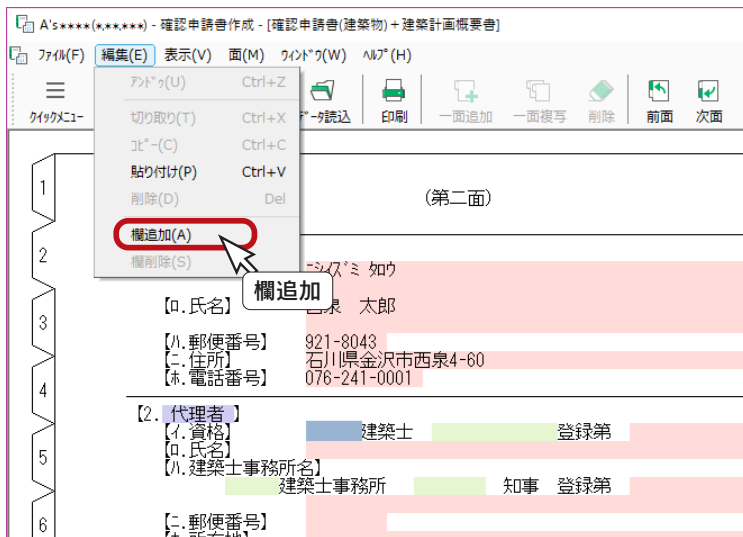 A's****(*,**,***) - 確認申請書作成 - [確認申請書(建築物)+建築計画概要書]
ﾌｧｲﾙ(F) 編集(E) 表示(V) 面(M) ｳｨﾝﾄﾞｳ(W) ﾍﾙﾌﾟ(H)
ｸｲｯｸﾒﾆｭｰ ﾃﾞｰﾀ読込 印刷 一面追加 一面複写 削除 前面 次面
ｱﾝﾄﾞｩ(U) Ctrl+Z
切り取り(T) Ctrl+X
ｺﾋﾟｰ(C) Ctrl+C
貼り付け(P) Ctrl+V
削除(D) Del
欄追加(A)
欄削除(S)
欄追加
1
2
3
4
5
6
(第二面)
ﾆｼｲｽﾞﾐ ﾀﾛｳ
【ﾛ.氏名】 西泉 太郎
【ﾊ.郵便番号】 921-8043
【ﾆ.住所】 石川県金沢市西泉4-60
【ﾎ.電話番号】 076-241-0001
【2. 代理者 】
【ｲ.資格】 建築士 登録第
【ﾛ.氏名】
【ﾊ.建築士事務所名】
建築士事務所 知事 登録第
【ﾆ.郵便番号】
【ﾎ.所在地】